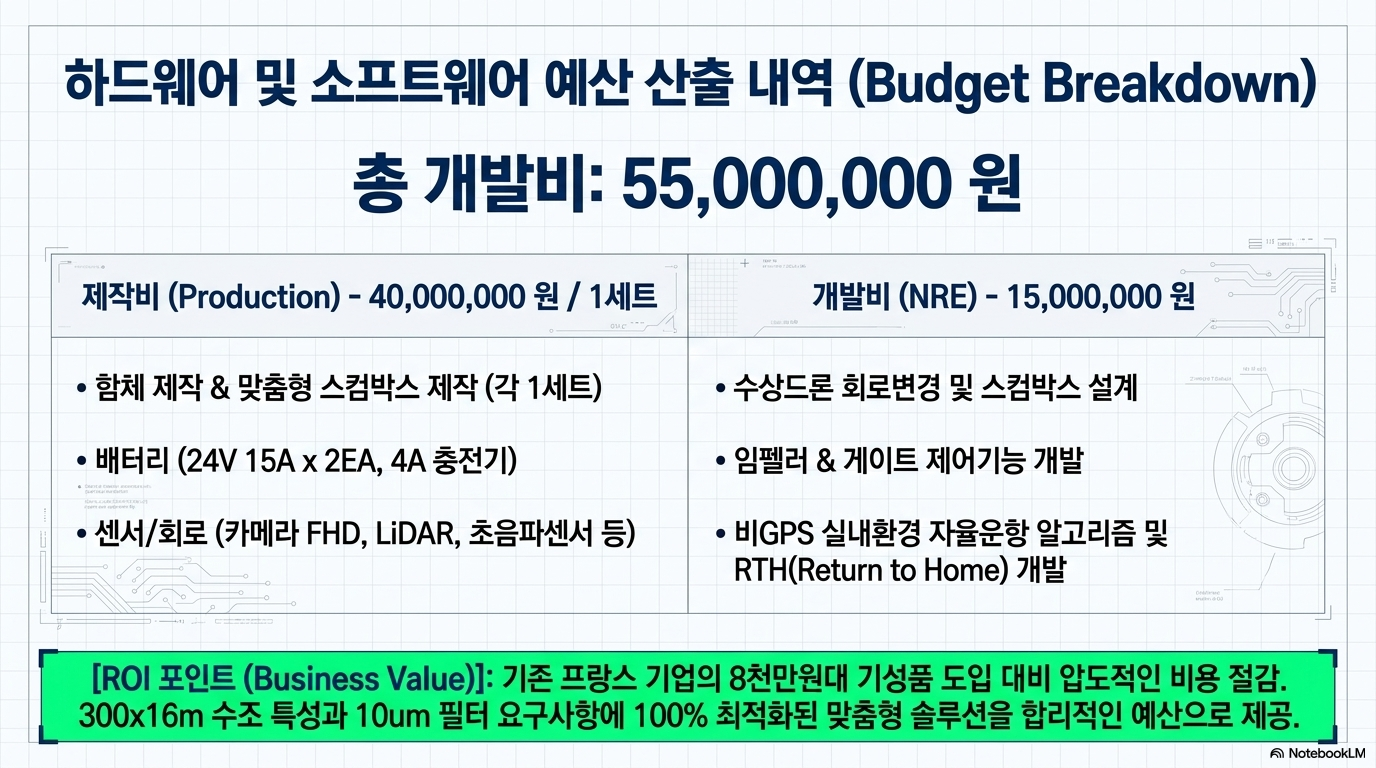 하드웨어 및 소프트웨어 예산 산출 내역 (Budget Breakdown)
총 개발비: 55,000,000 원
제작비 (Production) - 40,000,000 원 / 1세트
개발비 (NRE) - 15,000,000 원
• 함체 제작 & 맞춤형 스컴박스 제작 (각 1세트)
• 배터리 (24V 15A x 2EA, 4A 충전기)
• 센서/회로 (카메라 FHD, LiDAR, 초음파센서 등)
• 수상드론 회로변경 및 스컴박스 설계
• 임펠러 & 게이트 제어기능 개발
• 비GPS 실내환경 자율운항 알고리즘 및
RTH(Return to Home) 개발
[ROI 포인트 (Business Value)]: 기존 프랑스 기업의 8천만원대 기성품 도입 대비 압도적인 비용 절감.
300x16m 수조 특성과 10um 필터 요구사항에 100% 최적화된 맞춤형 솔루션을 합리적인 예산으로 제공.
NotebookLM